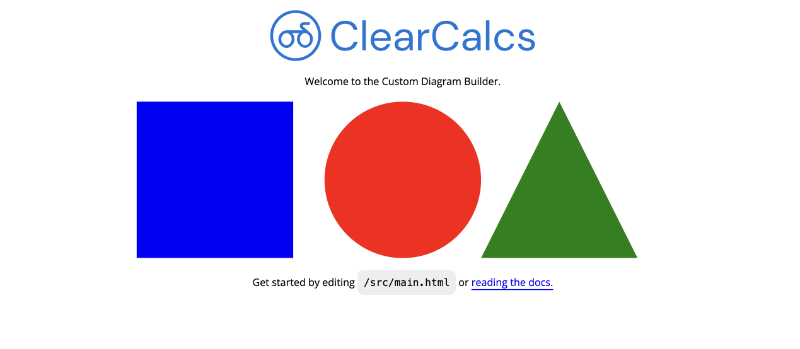 ClearCalcs
Welcome to the Custom Diagram Builder.
Get started by editing /src/main.html or reading the docs.